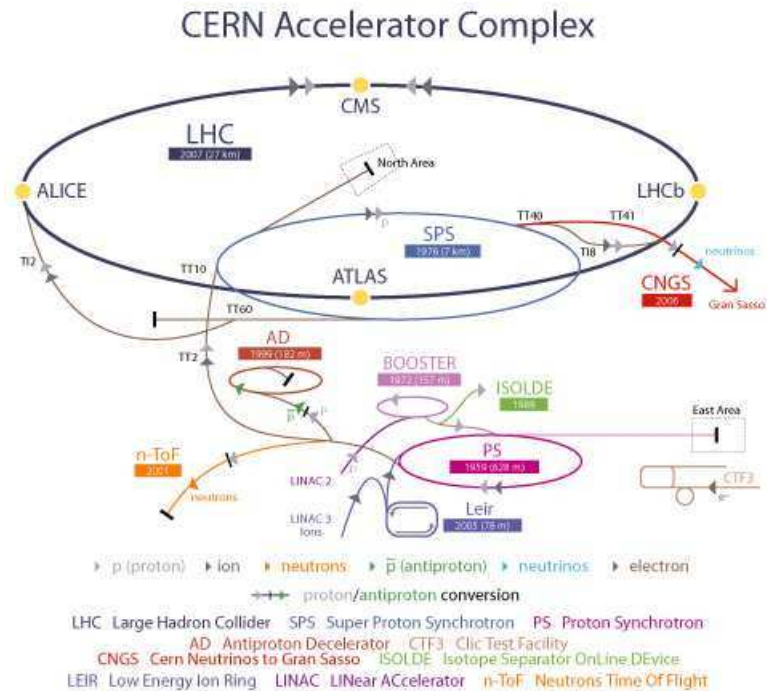 CERN Accelerator Complex
CMS
LHC
2007 (27 km)
North Area
ALICE
LHCb
TT40
TT41
SPS
1976 (7 km)
p
TI8
neutrinos
TI2
TT10
ATLAS
CNGS
2006
Gran Sasso
TT60
AD
1999 (182 m)
TT2
BOOSTER
1972 (157 m)
ISOLDE
1989
p
p
East Area
n-ToF
2001
PS
1959 (628 m)
LINAC 2
p
neutrons
CTF3
e-
LINAC 3
Ions
Leir
2005 (78 m)
p (proton) ion neutrons p (antiproton) neutrinos electron
proton/antiproton conversion
LHC Large Hadron Collider SPS Super Proton Synchrotron PS Proton Synchrotron
AD Antiproton Decelerator CTF3 Clic Test Facility
CNGS Cern Neutrinos to Gran Sasso ISOLDE Isotope Separator OnLine DEvice
LEIR Low Energy Ion Ring LINAC LINear ACcelerator n-ToF Neutrons Time Of Flight